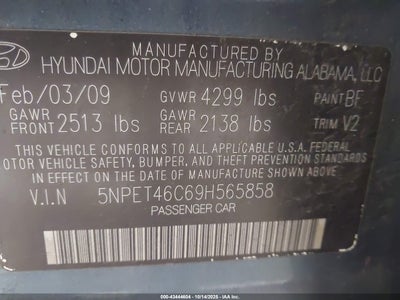 MANUFACTURED BY
HYUNDAI MOTOR MANUFACTURING ALABAMA, LLC
Feb/03/09 GVWR 4299 lbs PAINT BF
GAWR FRONT 2513 lbs GAWR REAR 2138 lbs TRIM V2
THIS VEHICLE CONFORMS TO ALL APPLICABLE U.S.A. FEDERAL
MOTOR VEHICLE SAFETY, BUMPER, AND THEFT PREVENTION STANDARDS
IN EFFECT ON THE DATE OF MANUFACTURE SHOWN ABOVE.
V.I.N 5NPET46C69H565858
PASSENGER CAR
000-43444604 | 10/14/2025 | IAA Inc.